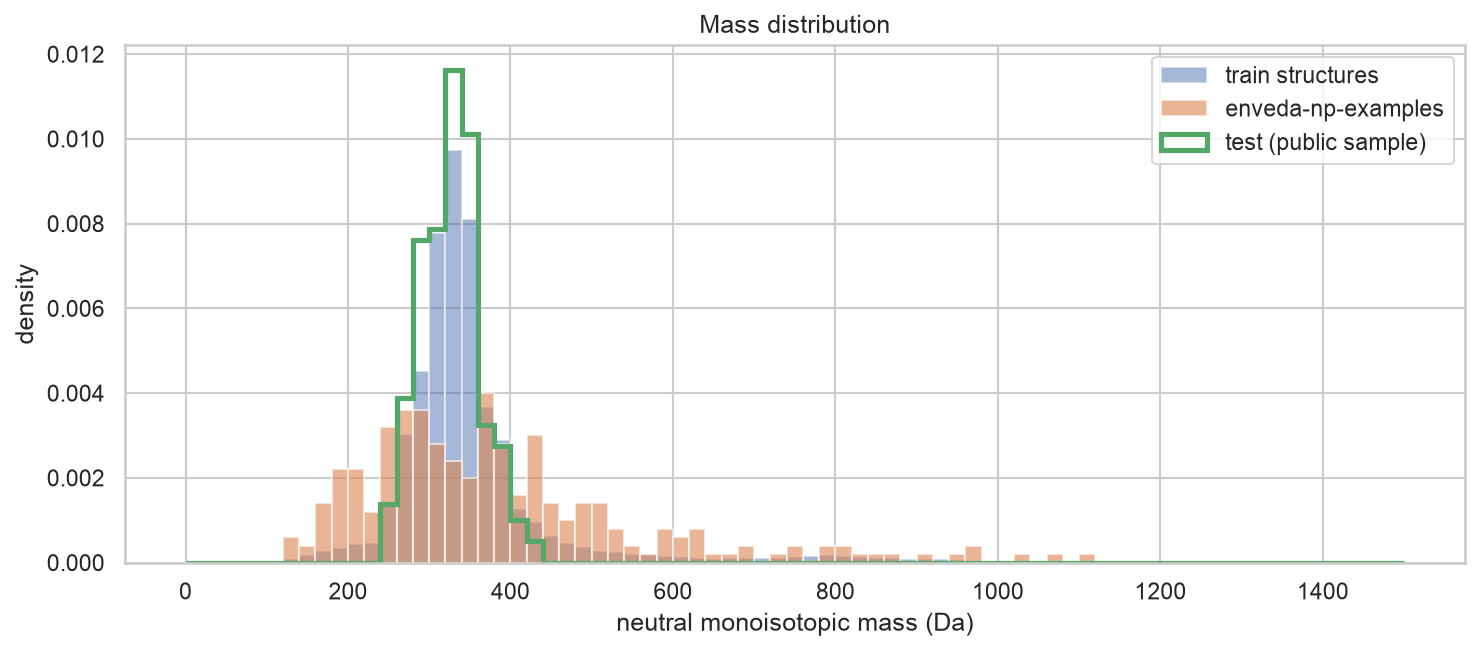 Mass distribution
train structures
enveda-np-examples
test (public sample)
density
0.012
0.010
0.008
0.006
0.004
0.002
0.000
0
200
400
600
800
1000
1200
1400
neutral monoisotopic mass (Da)